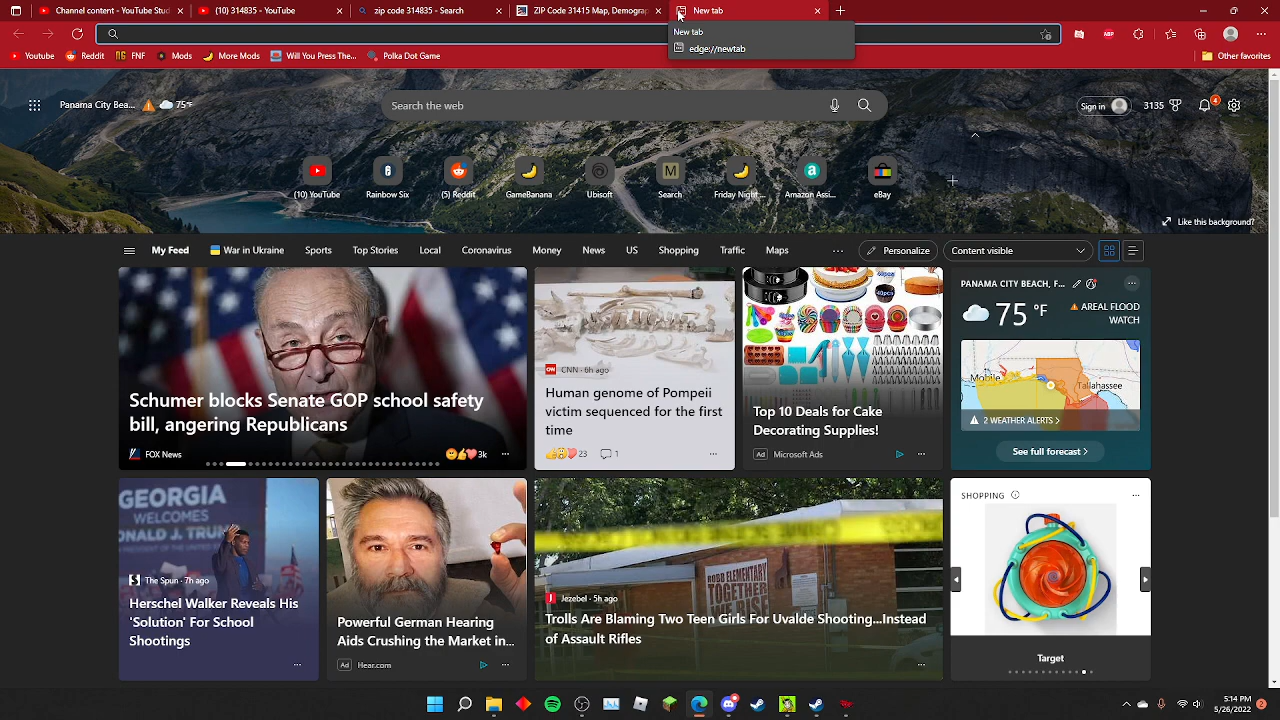 Channel content - YouTube Stud
(10) 314835 - YouTube
zip code 314835 - Search
ZIP Code 31415 Map, Demograp
New tab
New tab
edge://newtab
Youtube
Reddit
FNF
Mods
More Mods
Will You Press The...
Polka Dot Game
Other favorites
Panama City Bea...
75°F
Search the web
Sign in
3135
4
(10) YouTube
Rainbow Six
(5) Reddit
GameBanana
Ubisoft
M
Search
Friday Night ...
Amazon Assi...
eBay
Like this background?
My Feed
War in Ukraine
Sports
Top Stories
Local
Coronavirus
Money
News
US
Shopping
Traffic
Maps
Personalize
Content visible
Schumer blocks Senate GOP school safety
bill, angering Republicans
FOX News
3k
CNN · 6h ago
Human genome of Pompeii
victim sequenced for the first
time
23
1
Top 10 Deals for Cake
Decorating Supplies!
Ad
Microsoft Ads
PANAMA CITY BEACH, F...
75 °F
AREAL FLOOD
WATCH
Mobile
Tallahassee
2 WEATHER ALERTS
See full forecast
GEORGIA
WELCOMES
ONALD J. TRUM
The Spun · 7h ago
Herschel Walker Reveals His
'Solution' For School
Shootings
Powerful German Hearing
Aids Crushing the Market in...
Ad
Hear.com
ROBB ELEMENTARY
TOGETHER
Jezebel · 5h ago
Trolls Are Blaming Two Teen Girls For Uvalde Shooting...Instead
of Assault Rifles
SHOPPING
Target
5:14 PM
5/26/2022
2